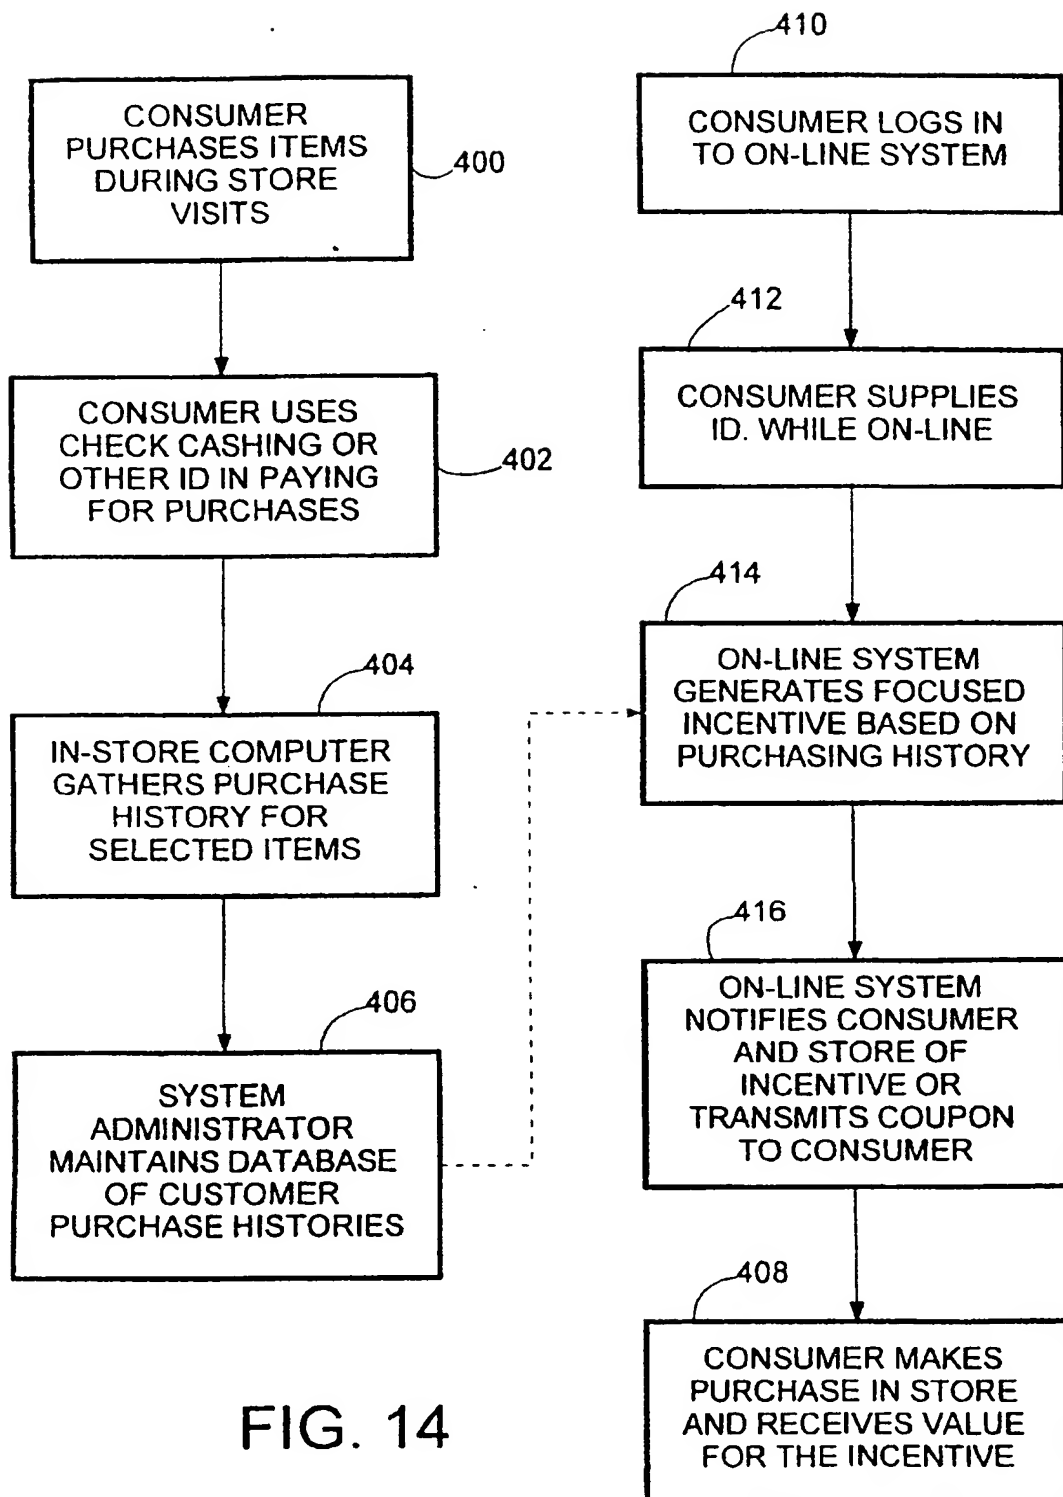 CONSUMER
PURCHASES ITEMS
DURING STORE
VISITS
400
CONSUMER USES
CHECK CASHING OR
OTHER ID IN PAYING
FOR PURCHASES
402
404
IN-STORE COMPUTER
GATHERS PURCHASE
HISTORY FOR
SELECTED ITEMS
406
SYSTEM
ADMINISTRATOR
MAINTAINS DATABASE
OF CUSTOMER
PURCHASE HISTORIES
410
CONSUMER LOGS IN
TO ON-LINE SYSTEM
412
CONSUMER SUPPLIES
ID. WHILE ON-LINE
414
ON-LINE SYSTEM
GENERATES FOCUSED
INCENTIVE BASED ON
PURCHASING HISTORY
416
ON-LINE SYSTEM
NOTIFIES CONSUMER
AND STORE OF
INCENTIVE OR
TRANSMITS COUPON
TO CONSUMER
408
CONSUMER MAKES
PURCHASE IN STORE
AND RECEIVES VALUE
FOR THE INCENTIVE
FIG. 14